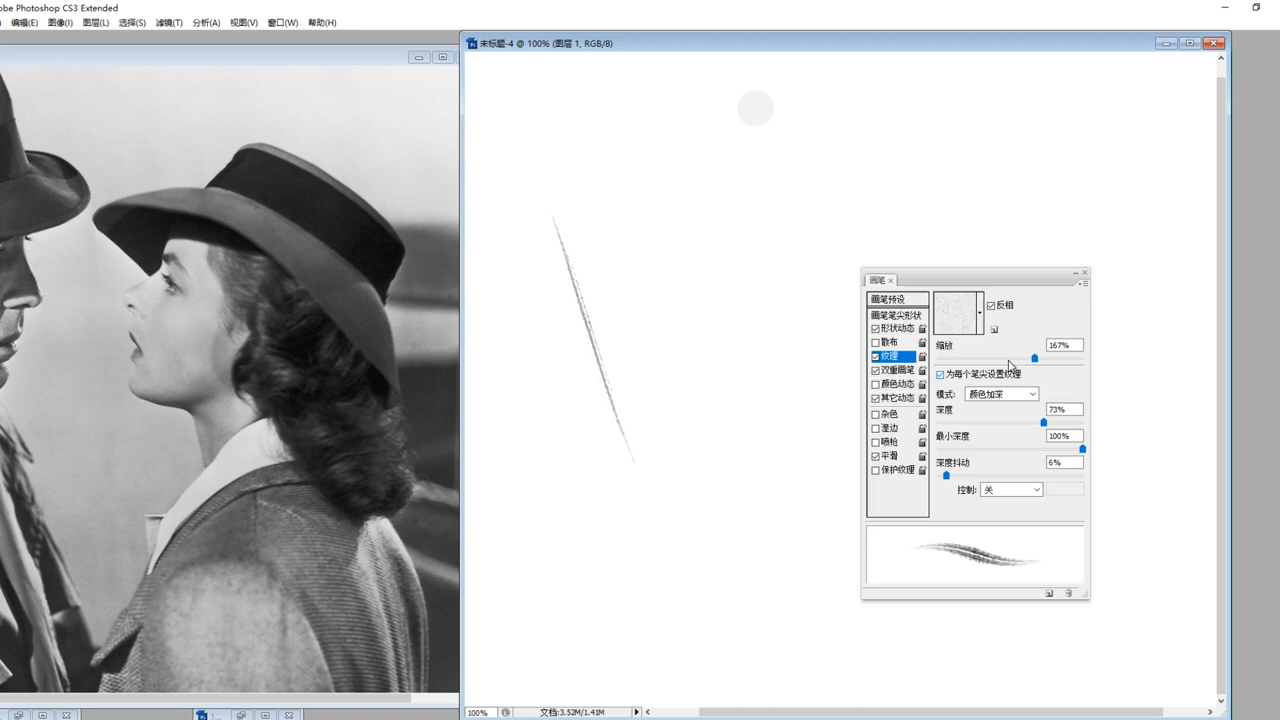 obe Photoshop CS3 Extended
编辑(E) 图像(I) 图层(L) 选择(S) 滤镜(T) 分析(A) 视图(V) 窗口(W) 帮助(H)
未标题-4 @ 100% (图层 1, RGB/8)
画笔
画笔预设
反相
画笔笔尖形状
形状动态
散布
缩放 167%
纹理
双重画笔
为每个笔尖设置纹理
颜色动态
模式: 颜色加深
其它动态
深度 73%
杂色
湿边
最小深度 100%
喷枪
平滑
深度抖动 6%
保护纹理
控制: 关
100% 文档:3.52M/1.41M